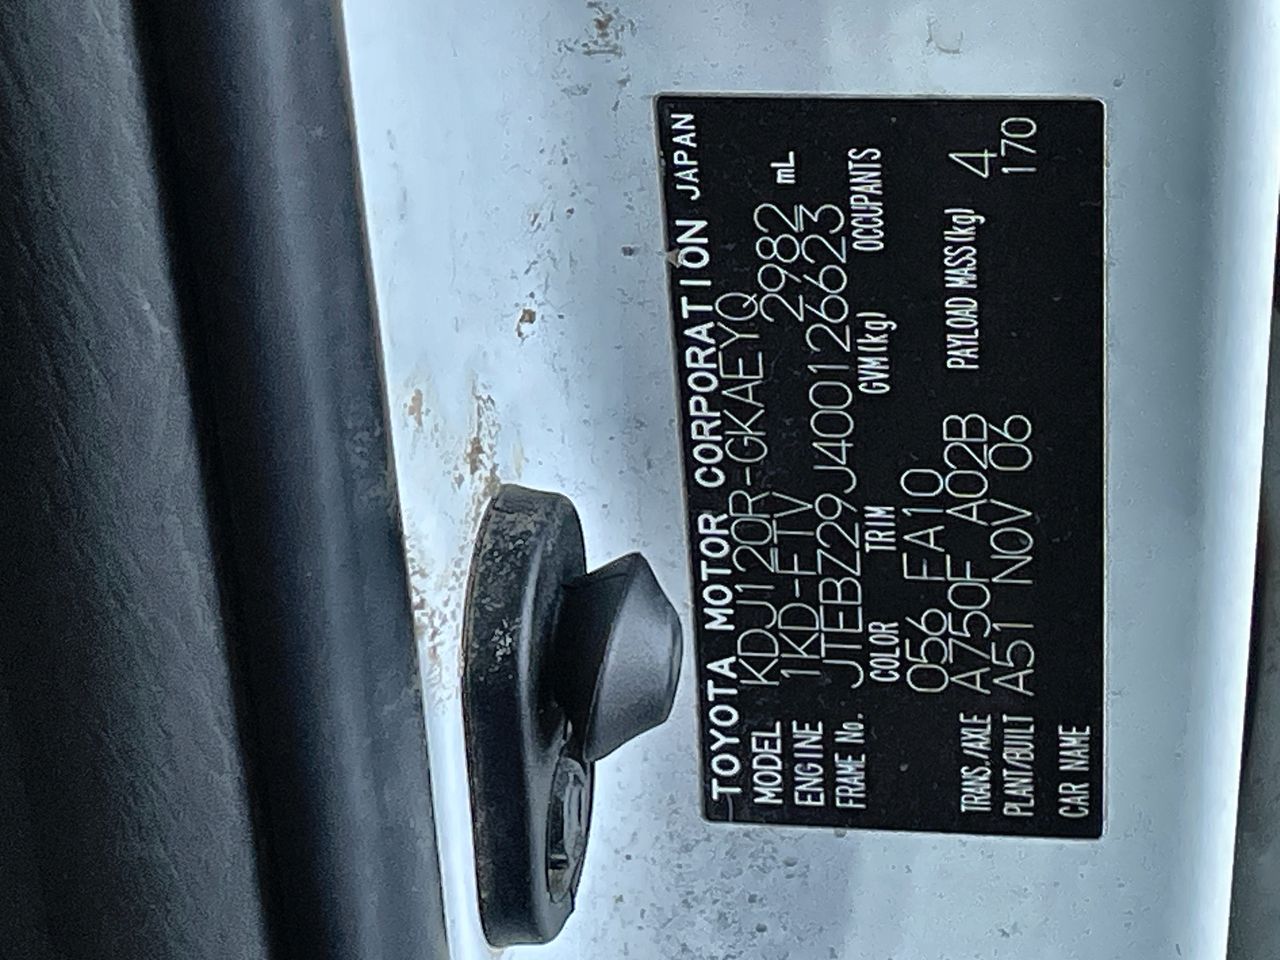 TOYOTA MOTOR CORPORATION JAPAN
MODEL KDJ120R-GKAEYQ
ENGINE 1KD-FTV 2982 mL
FRAME No. JTEBZ29J400126623
COLOR TRIM GVM(kg) OCCUPANTS
056 FA10
TRANS./AXLE A750F A02B PAYLOAD MASS(kg) 4
PLANT/BUILT A51 NOV 06 170
CAR NAME